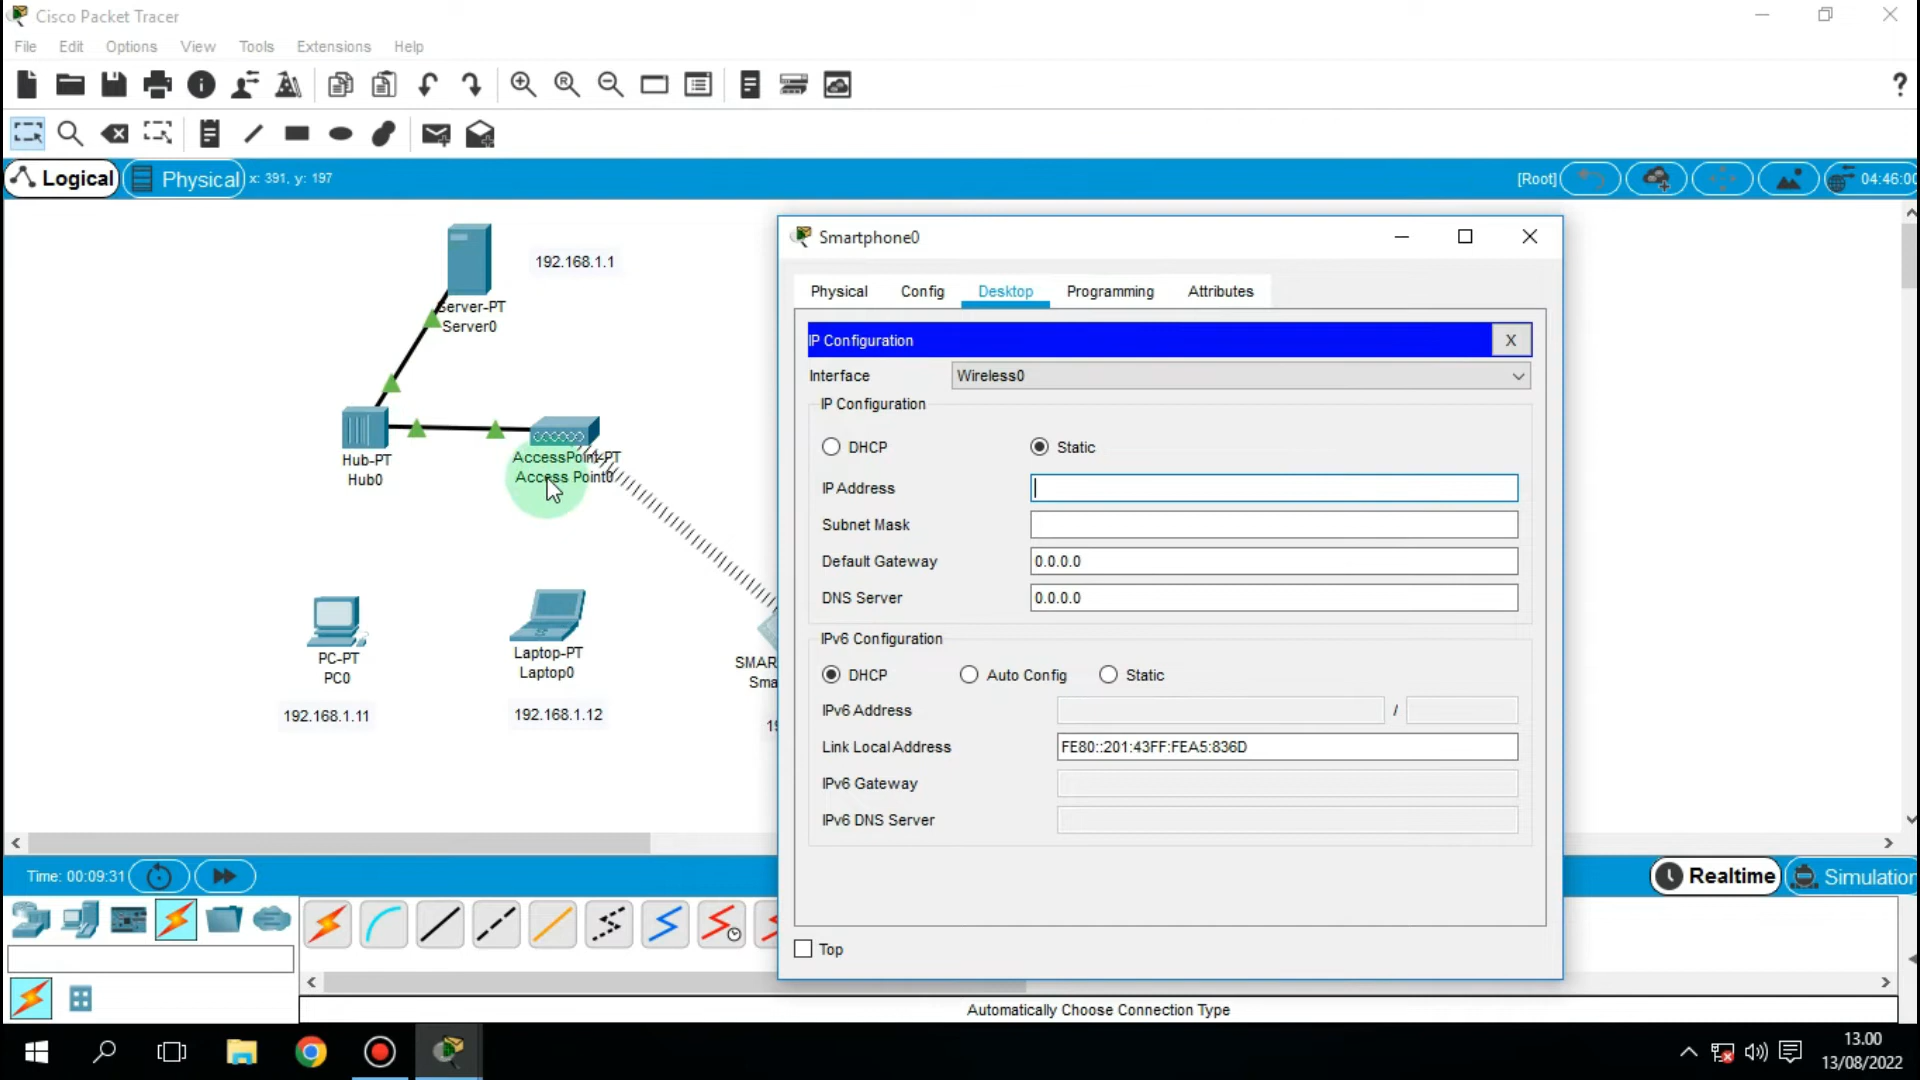 Cisco Packet Tracer
File Edit Options View Tools Extensions Help
?
Logical Physical x: 391, y: 197 [Root] 04:46:00
192.168.1.1
Server-PT
Server0
Hub-PT
Hub0
AccessPoint-PT
Access Point0
PC-PT
PC0
192.168.1.11
Laptop-PT
Laptop0
192.168.1.12
SMAR
Sma
19
Smartphone0
Physical Config Desktop Programming Attributes
IP Configuration X
Interface Wireless0
IP Configuration
DHCP Static
IP Address
Subnet Mask
Default Gateway 0.0.0.0
DNS Server 0.0.0.0
IPv6 Configuration
DHCP Auto Config Static
IPv6 Address /
Link Local Address FE80::201:43FF:FEA5:836D
IPv6 Gateway
IPv6 DNS Server
Top
Time: 00:09:31
Realtime Simulation
Automatically Choose Connection Type
13.00
13/08/2022